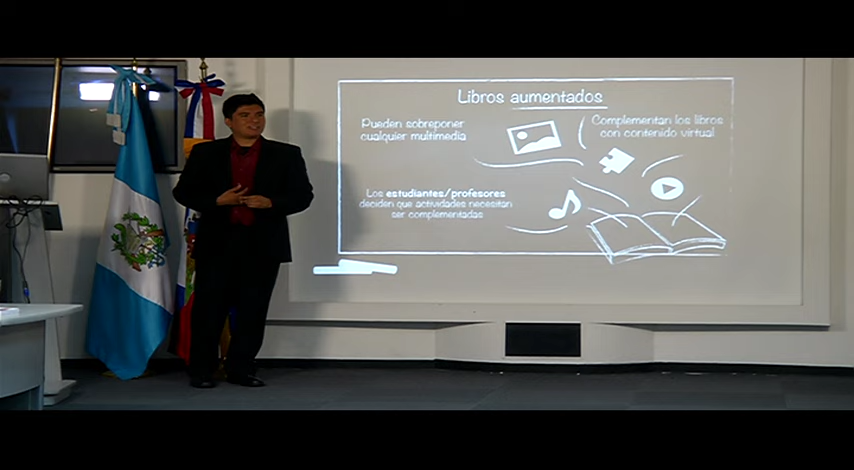 Libros aumentados
Pueden sobreponer
cualquier multimedia
Complementan los libros
con contenido virtual
Los estudiantes/profesores
deciden que actividades necesitan
ser complementadas